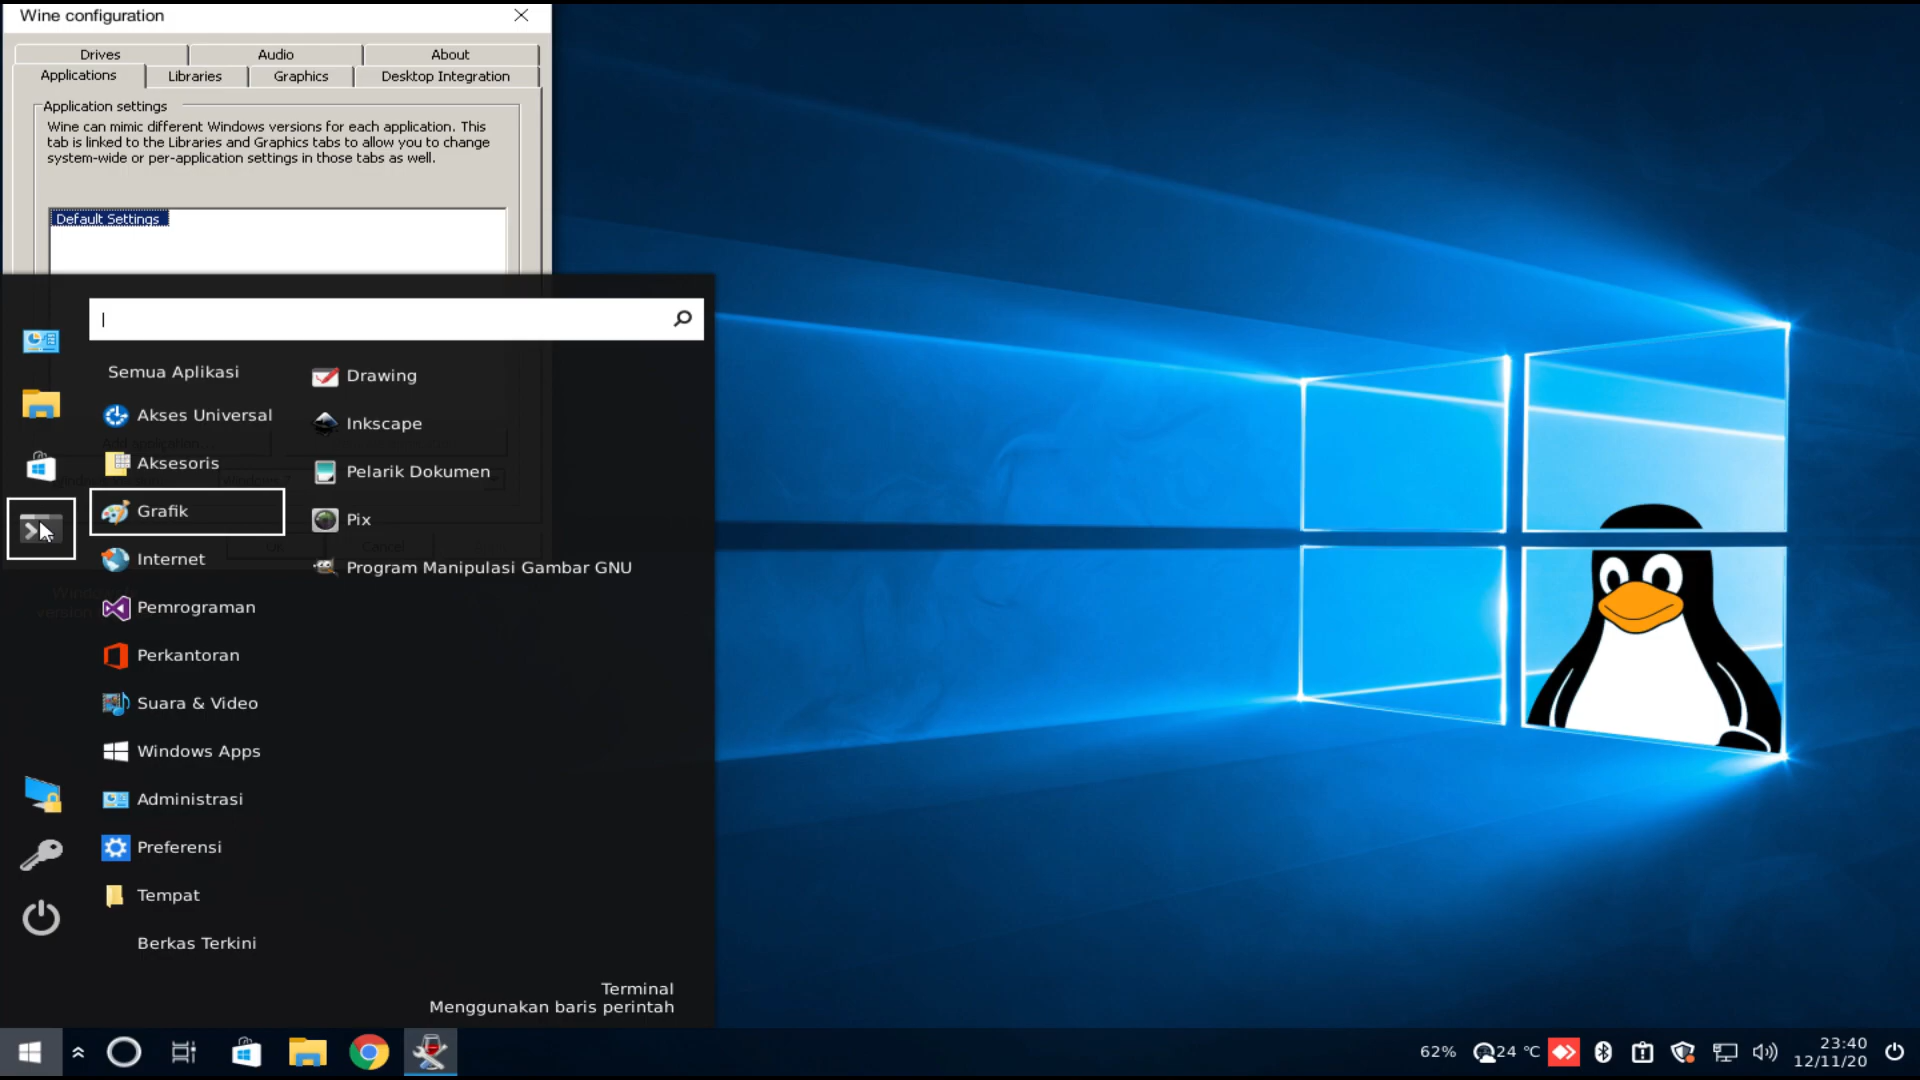 Wine configuration
Drives
Audio
About
Applications
Libraries
Graphics
Desktop Integration
Application settings
Wine can mimic different Windows versions for each application. This
tab is linked to the Libraries and Graphics tabs to allow you to change
system-wide or per-application settings in those tabs as well.
Default Settings
Semua Aplikasi
Akses Universal
Aksesoris
Grafik
Internet
Pemrograman
Perkantoran
Suara & Video
Windows Apps
Administrasi
Preferensi
Tempat
Berkas Terkini
Drawing
Inkscape
Pelarik Dokumen
Pix
Program Manipulasi Gambar GNU
Add application...
Cancel
Terminal
Menggunakan baris perintah
62%
24 °C
23:40
12/11/20